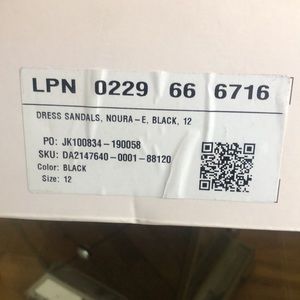 LPN 0229 66 6716
DRESS SANDALS, NOURA-E, BLACK, 12
PO: JK100834-190058
SKU: DA2147640-0001-88120
Color: BLACK
Size: 12